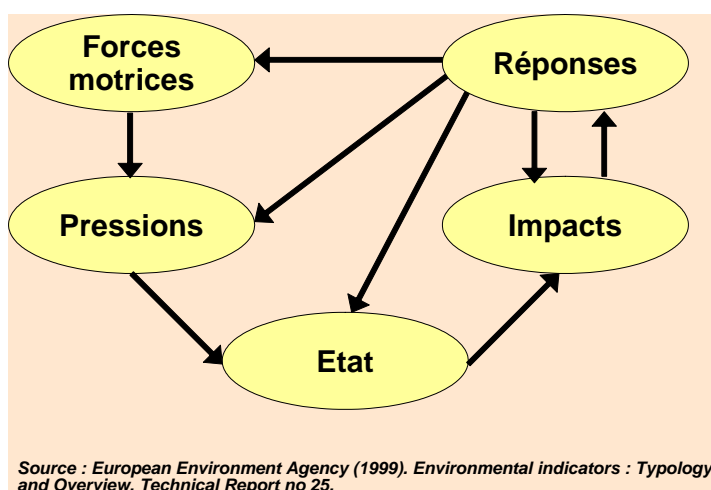 Forces
motrices
Réponses
Pressions
Impacts
Etat
Source : European Environment Agency (1999). Environmental indicators : Typology
and Overview. Technical Report no 25.